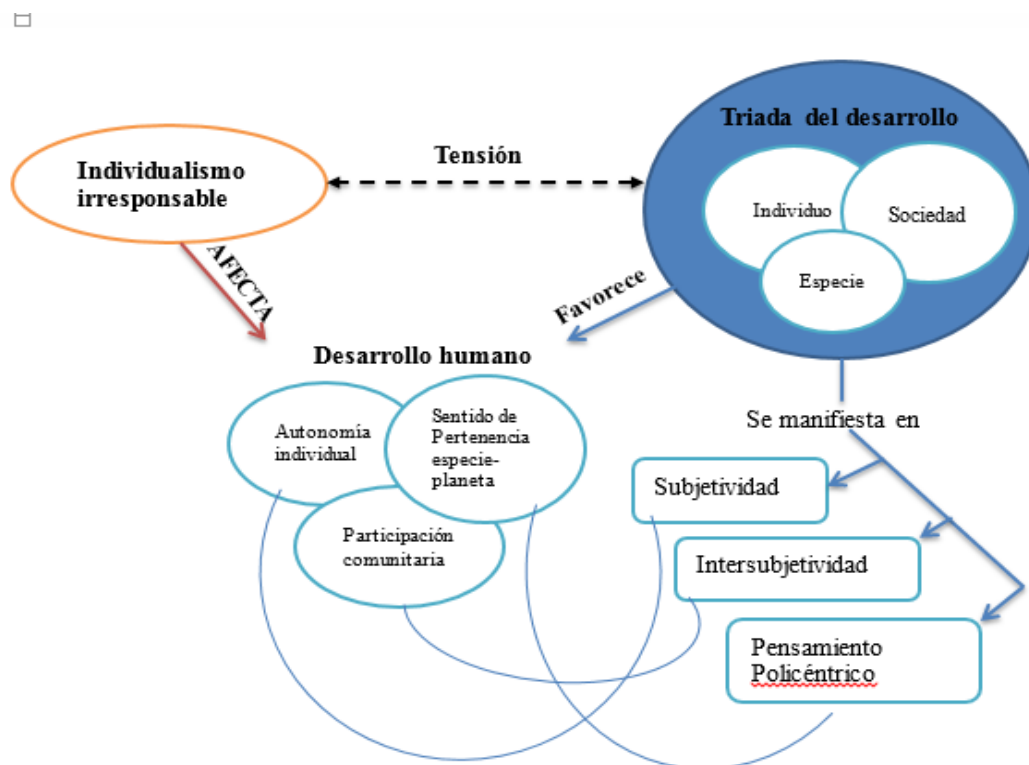 Triada del desarrollo
Individualismo
irresponsable
Tensión
Individuo
Sociedad
Especie
AFECTA
Favorece
Desarrollo humano
Autonomía
individual
Sentido de
Pertenencia
especie-
planeta
Participación
comunitaria
Se manifiesta en
Subjetividad
Intersubjetividad
Pensamiento
Policéntrico